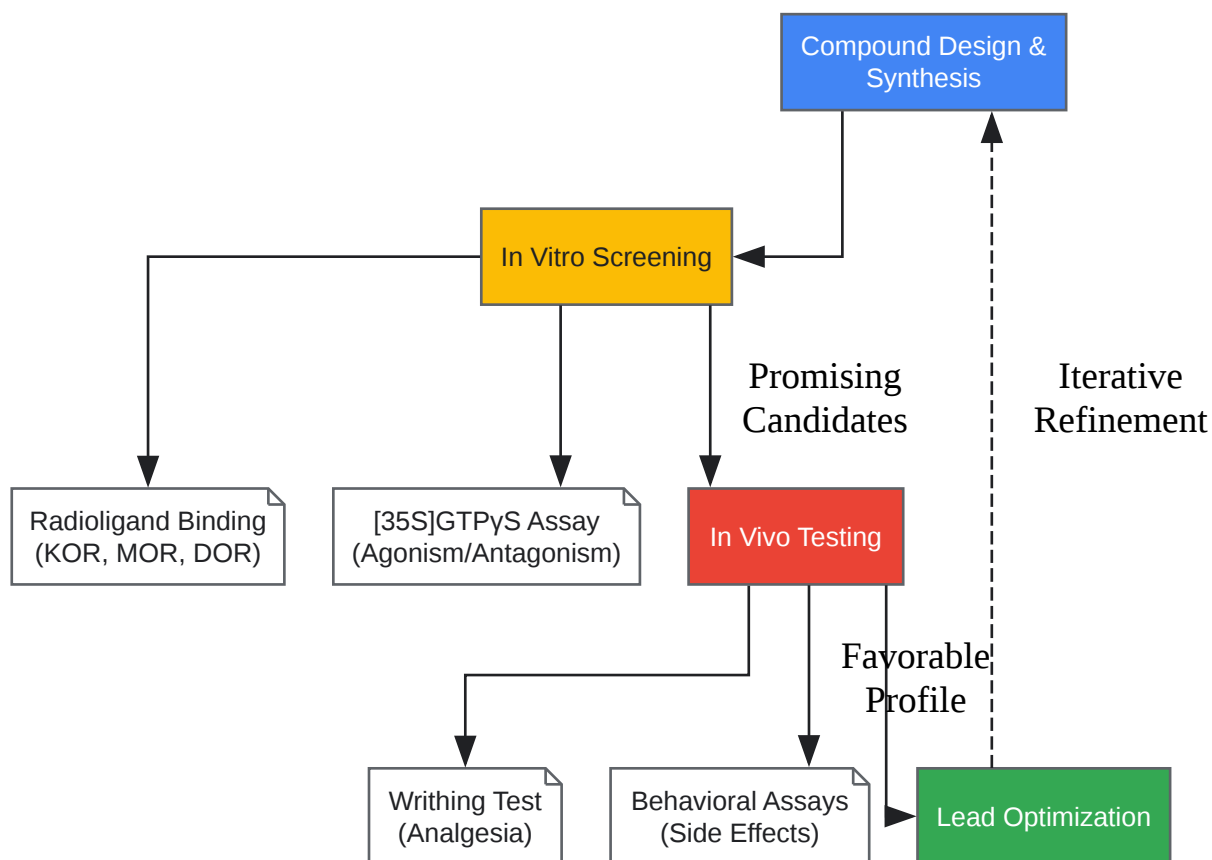 Compound Design &
Synthesis
In Vitro Screening
Promising
Candidates
Iterative
Refinement
Radioligand Binding
(KOR, MOR, DOR)
[35S]GTPγS Assay
(Agonism/Antagonism)
In Vivo Testing
Favorable
Profile
Writhing Test
(Analgesia)
Behavioral Assays
(Side Effects)
Lead Optimization